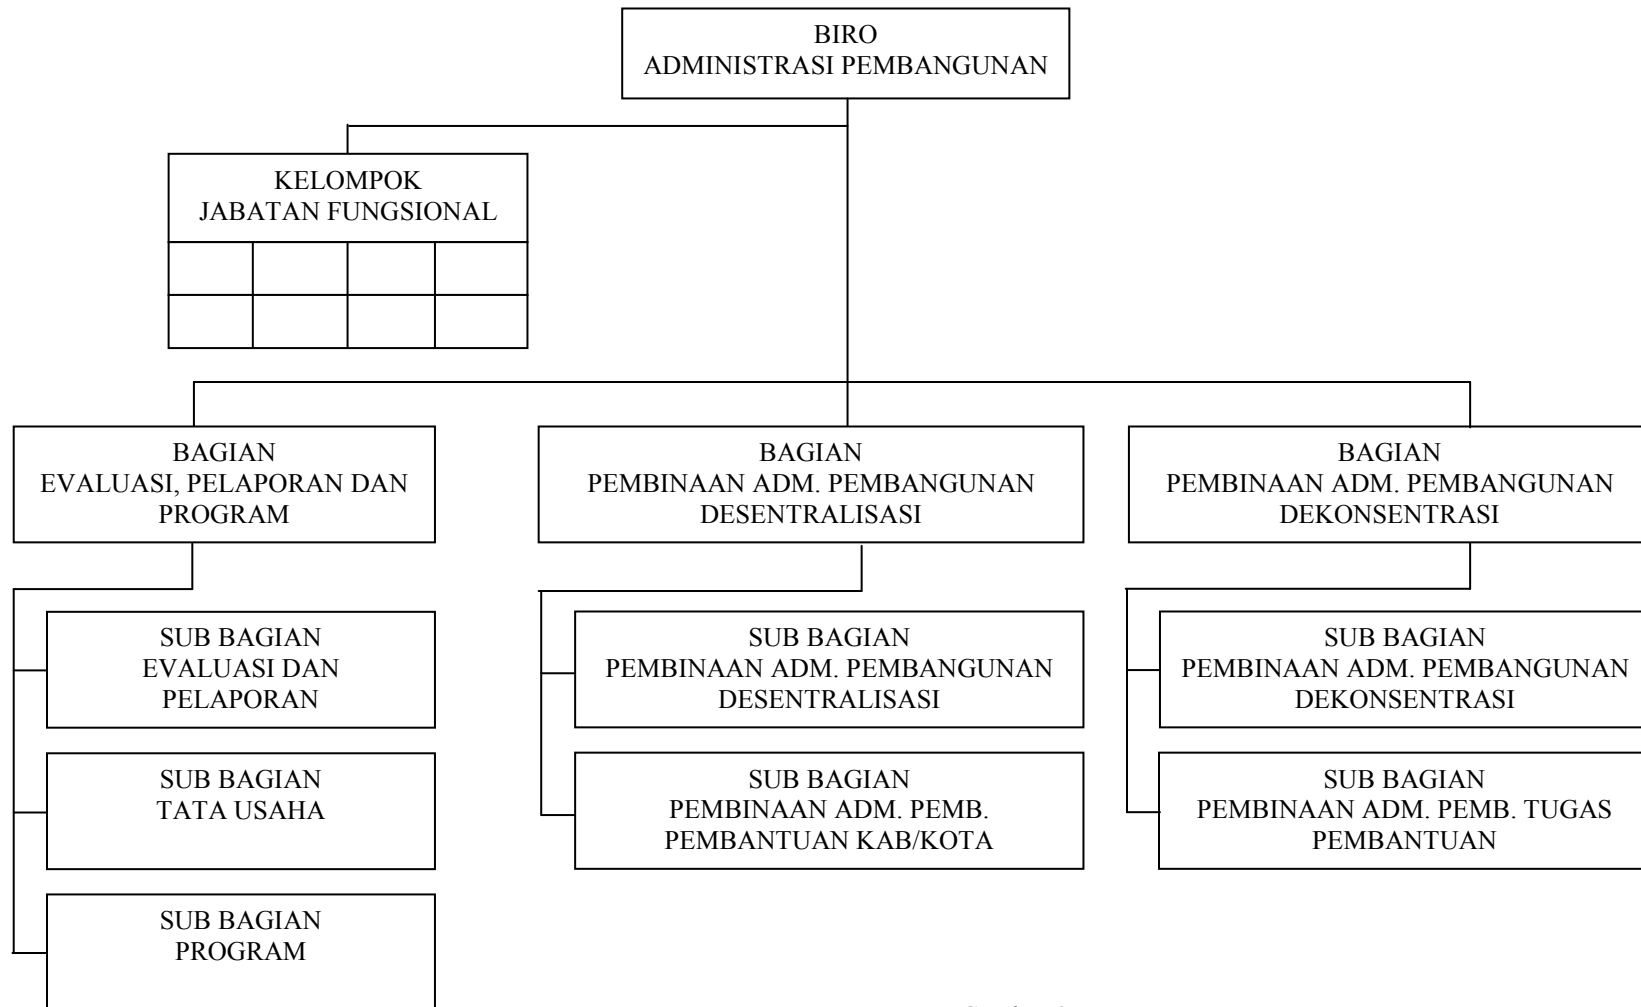 BIRO
ADMINISTRASI PEMBANGUNAN
KELOMPOK
JABATAN FUNGSIONAL
BAGIAN
EVALUASI, PELAPORAN DAN
PROGRAM
BAGIAN
PEMBINAAN ADM. PEMBANGUNAN
DESENTRALISASI
BAGIAN
PEMBINAAN ADM. PEMBANGUNAN
DEKONSENTRASI
SUB BAGIAN
EVALUASI DAN
PELAPORAN
SUB BAGIAN
PEMBINAAN ADM. PEMBANGUNAN
DESENTRALISASI
SUB BAGIAN
PEMBINAAN ADM. PEMBANGUNAN
DEKONSENTRASI
SUB BAGIAN
TATA USAHA
SUB BAGIAN
PEMBINAAN ADM. PEMB.
PEMBANTUAN KAB/KOTA
SUB BAGIAN
PEMBINAAN ADM. PEMB. TUGAS
PEMBANTUAN
SUB BAGIAN
PROGRAM